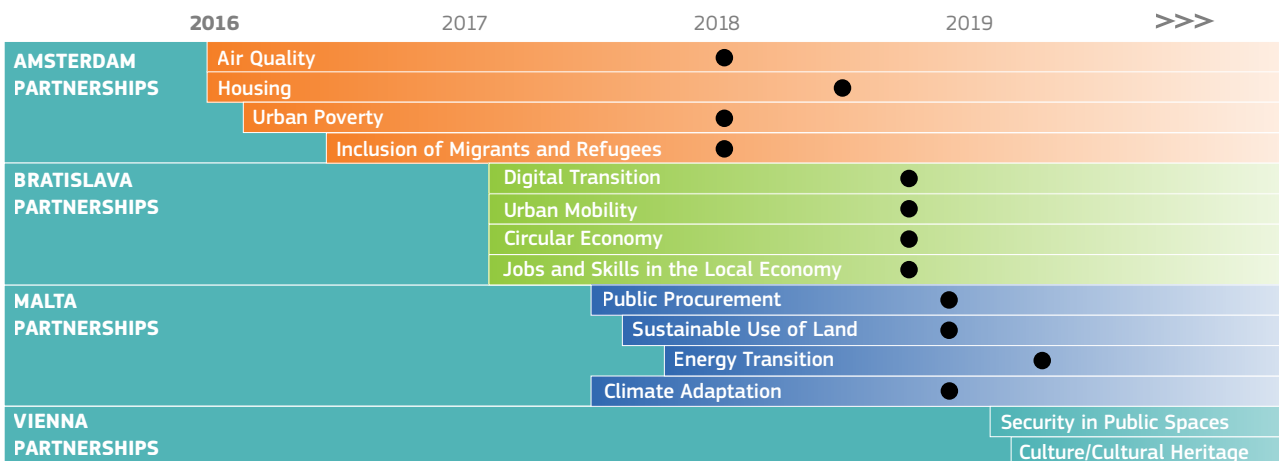 2016 2017 2018 2019 >>>
AMSTERDAM
PARTNERSHIPS
Air Quality
Housing
Urban Poverty
Inclusion of Migrants and Refugees
BRATISLAVA
PARTNERSHIPS
Digital Transition
Urban Mobility
Circular Economy
Jobs and Skills in the Local Economy
MALTA
PARTNERSHIPS
Public Procurement
Sustainable Use of Land
Energy Transition
Climate Adaptation
VIENNA
PARTNERSHIPS
Security in Public Spaces
Culture/Cultural Heritage